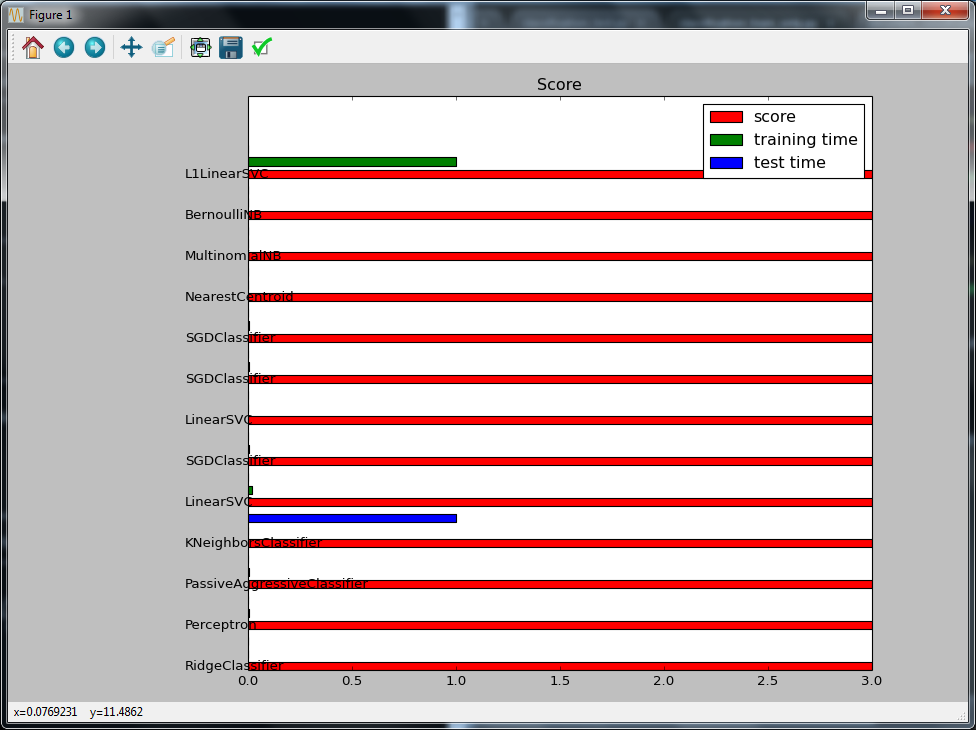 Figure 1
Score
score
training time
test time
L1LinearSVC
BernoulliNB
MultinomialNB
NearestCentroid
SGDClassifier
SGDClassifier
LinearSVC
SGDClassifier
LinearSVC
KNeighborsClassifier
PassiveAggressiveClassifier
Perceptron
RidgeClassifier
0.0 0.5 1.0 1.5 2.0 2.5 3.0
x=0.0769231 y=11.4862